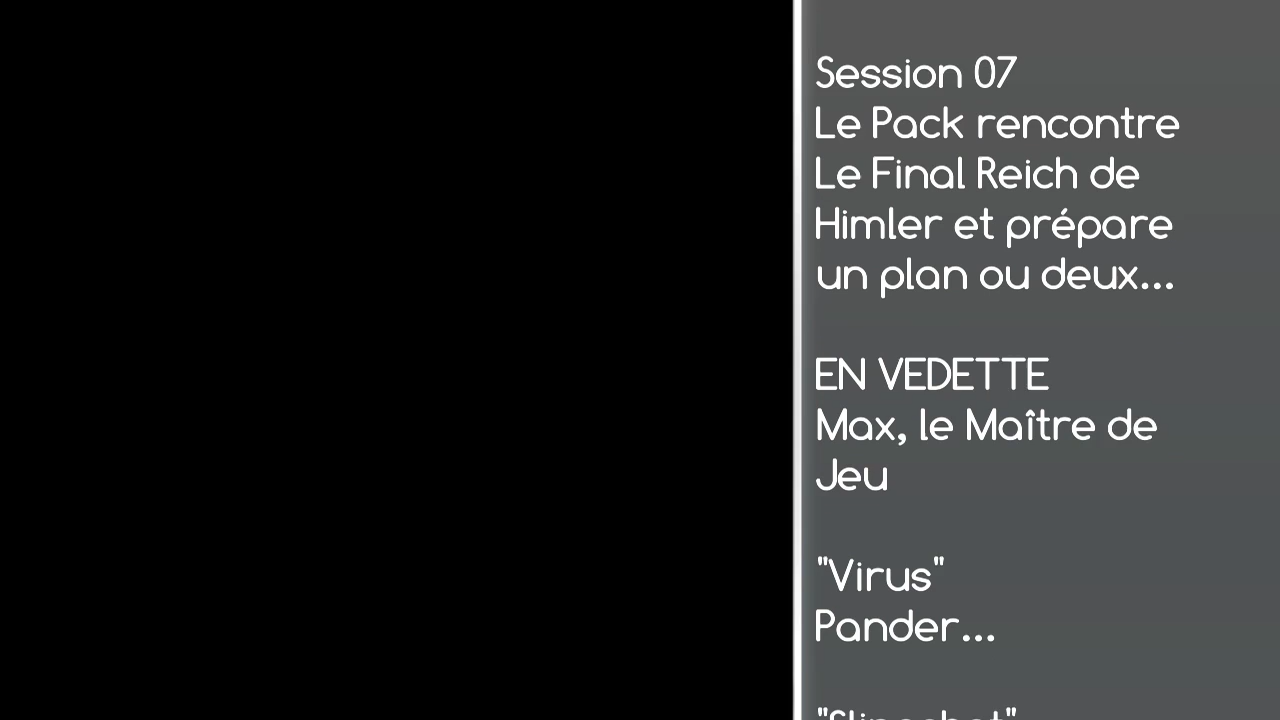 Session 07
Le Pack rencontre
Le Final Reich de
Himler et prépare
un plan ou deux...
EN VEDETTE
Max, le Maître de
Jeu
"Virus"
Pander...